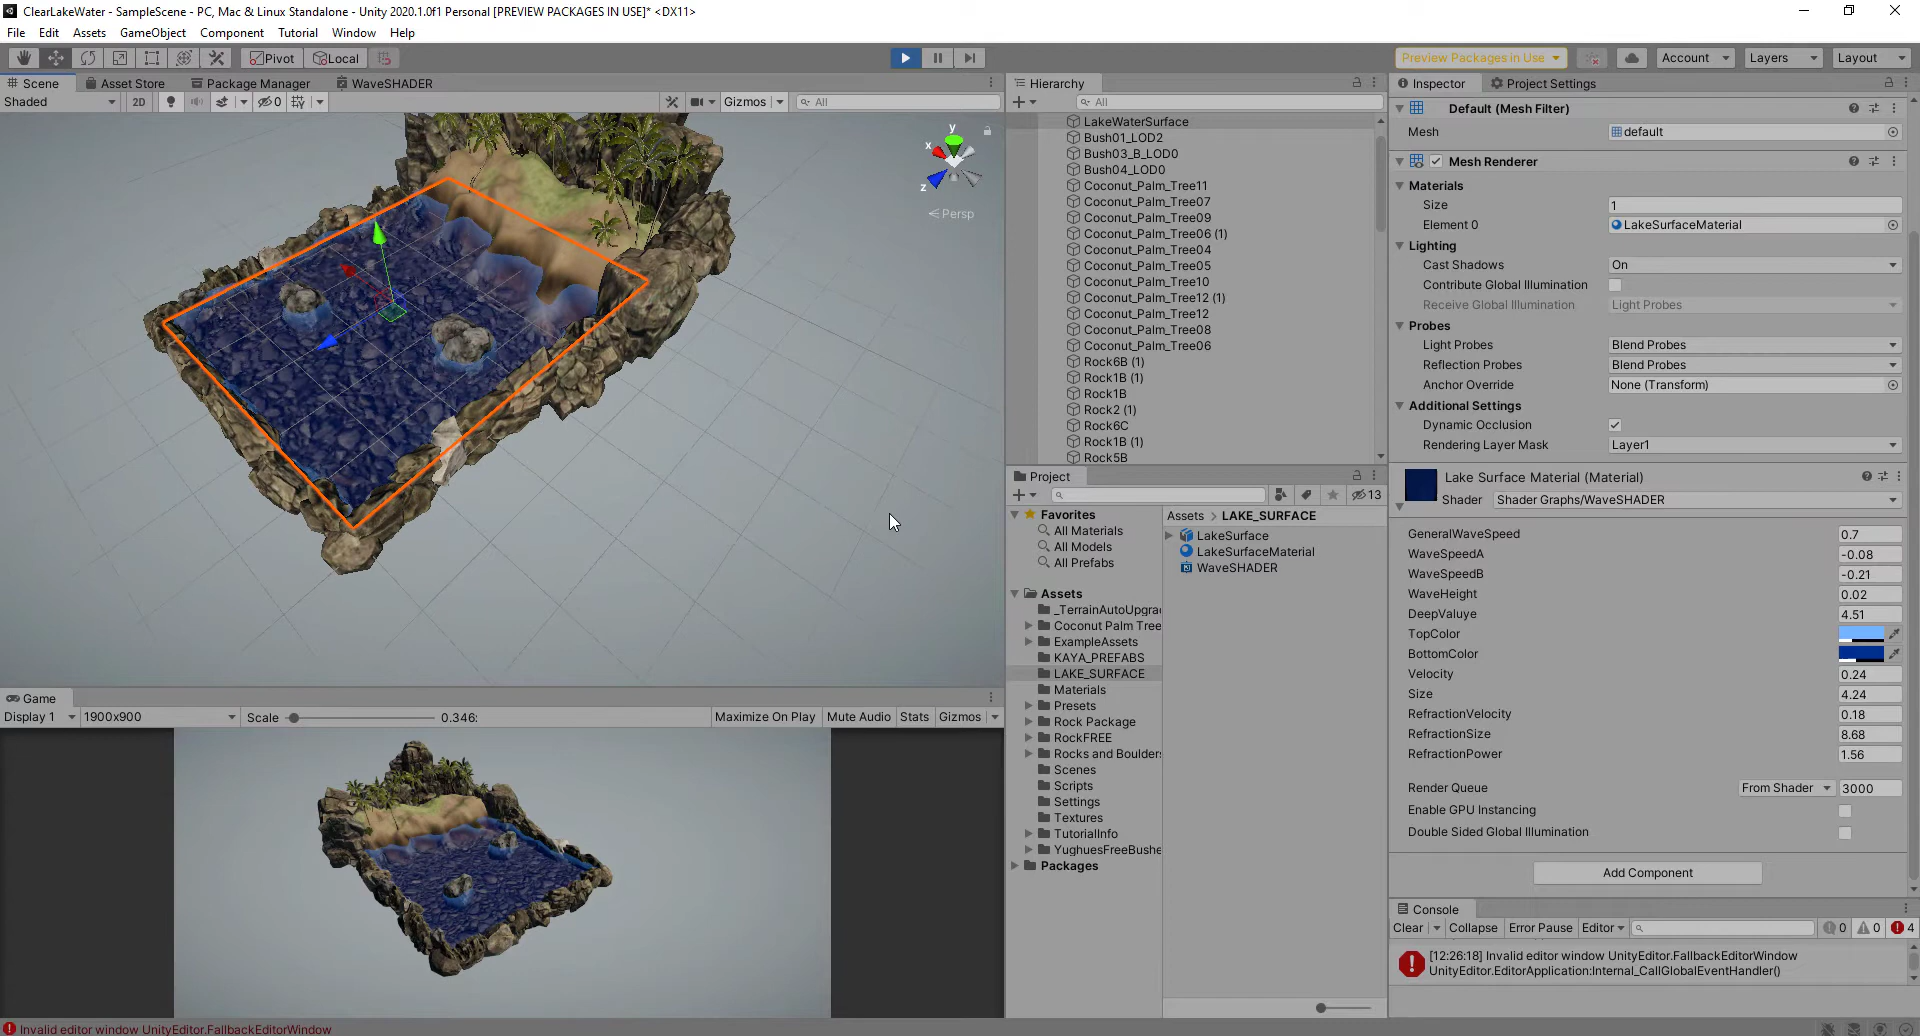 ClearLakeWater - SampleScene - PC, Mac & Linux Standalone - Unity 2020.1.0f1 Personal [PREVIEW PACKAGES IN USE]* <DX11>
File Edit Assets GameObject Component Tutorial Window Help
Pivot Local
Preview Packages in Use Account Layers Layout
Scene Asset Store Package Manager WaveSHADER
Shaded 2D 0 Gizmos All
y
x
z
Persp
Game
Display 1 1900x900 Scale 0.346: Maximize On Play Mute Audio Stats Gizmos
Hierarchy
All
LakeWaterSurface
Bush01_LOD2
Bush03_B_LOD0
Bush04_LOD0
Coconut_Palm_Tree11
Coconut_Palm_Tree07
Coconut_Palm_Tree09
Coconut_Palm_Tree06 (1)
Coconut_Palm_Tree04
Coconut_Palm_Tree05
Coconut_Palm_Tree10
Coconut_Palm_Tree12 (1)
Coconut_Palm_Tree12
Coconut_Palm_Tree08
Coconut_Palm_Tree06
Rock6B (1)
Rock1B (1)
Rock1B
Rock2 (1)
Rock6C
Rock1B (1)
Rock5B
Project
13
Favorites
All Materials
All Models
All Prefabs
Assets
_TerrainAutoUpgra
Coconut Palm Tree
ExampleAssets
KAYA_PREFABS
LAKE_SURFACE
Materials
Presets
Rock Package
RockFREE
Rocks and Boulder
Scenes
Scripts
Settings
Textures
TutorialInfo
YughuesFreeBushe
Packages
Assets > LAKE_SURFACE
LakeSurface
LakeSurfaceMaterial
WaveSHADER
Inspector Project Settings
Default (Mesh Filter)
Mesh default
Mesh Renderer
Materials
Size 1
Element 0 LakeSurfaceMaterial
Lighting
Cast Shadows On
Contribute Global Illumination
Receive Global Illumination Light Probes
Probes
Light Probes Blend Probes
Reflection Probes Blend Probes
Anchor Override None (Transform)
Additional Settings
Dynamic Occlusion
Rendering Layer Mask Layer1
Lake Surface Material (Material)
Shader Shader Graphs/WaveSHADER
GeneralWaveSpeed 0.7
WaveSpeedA -0.08
WaveSpeedB -0.21
WaveHeight 0.02
DeepValuye 4.51
TopColor
BottomColor
Velocity 0.24
Size 4.24
RefractionVelocity 0.18
RefractionSize 8.68
RefractionPower 1.56
Render Queue From Shader 3000
Enable GPU Instancing
Double Sided Global Illumination
Add Component
Console
Clear Collapse Error Pause Editor 0 0 4
[12:26:18] Invalid editor window UnityEditor.FallbackEditorWindow
UnityEditor.EditorApplication:Internal_CallGlobalEventHandler()
Invalid editor window UnityEditor.FallbackEditorWindow